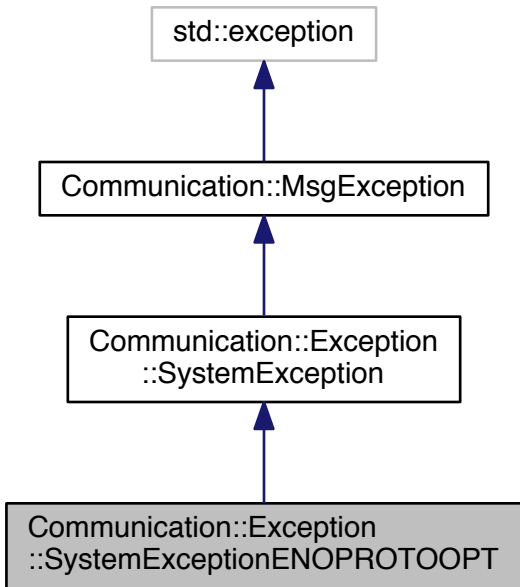 std::exception
Communication::MsgException
Communication::Exception
::SystemException
Communication::Exception
::SystemExceptionENOPROTOOPT